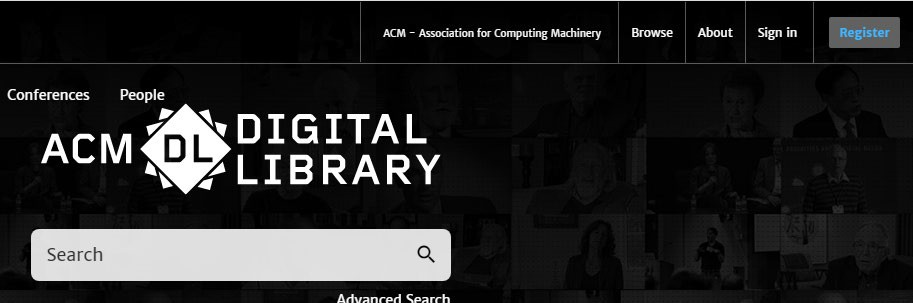 ACM - Association for Computing Machinery Browse About Sign in Register
Conferences People
ACM DL DIGITAL LIBRARY
Search
Advanced Search